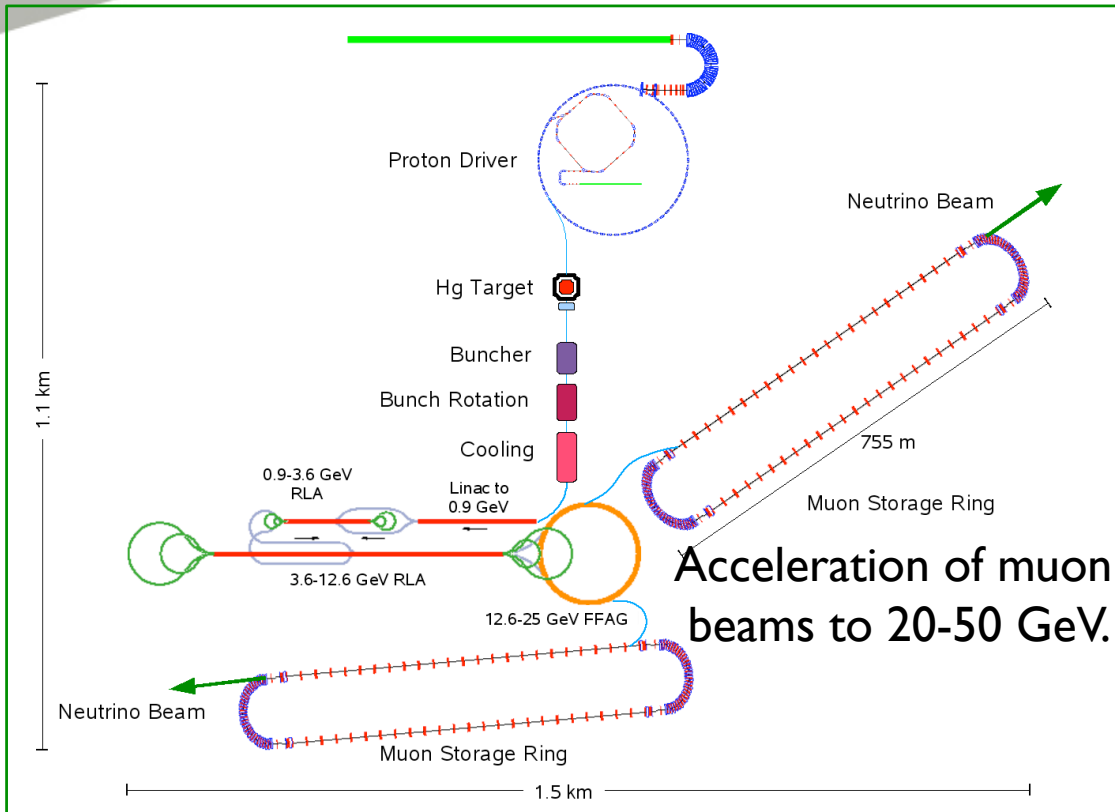 Proton Driver
Neutrino Beam
Hg Target
Buncher
1.1 km
Bunch Rotation
755 m
Cooling
0.9-3.6 GeV
RLA
Linac to
0.9 GeV
Muon Storage Ring
Acceleration of muon
beams to 20-50 GeV.
3.6-12.6 GeV RLA
12.6-25 GeV FFAG
Neutrino Beam
Muon Storage Ring
1.5 km